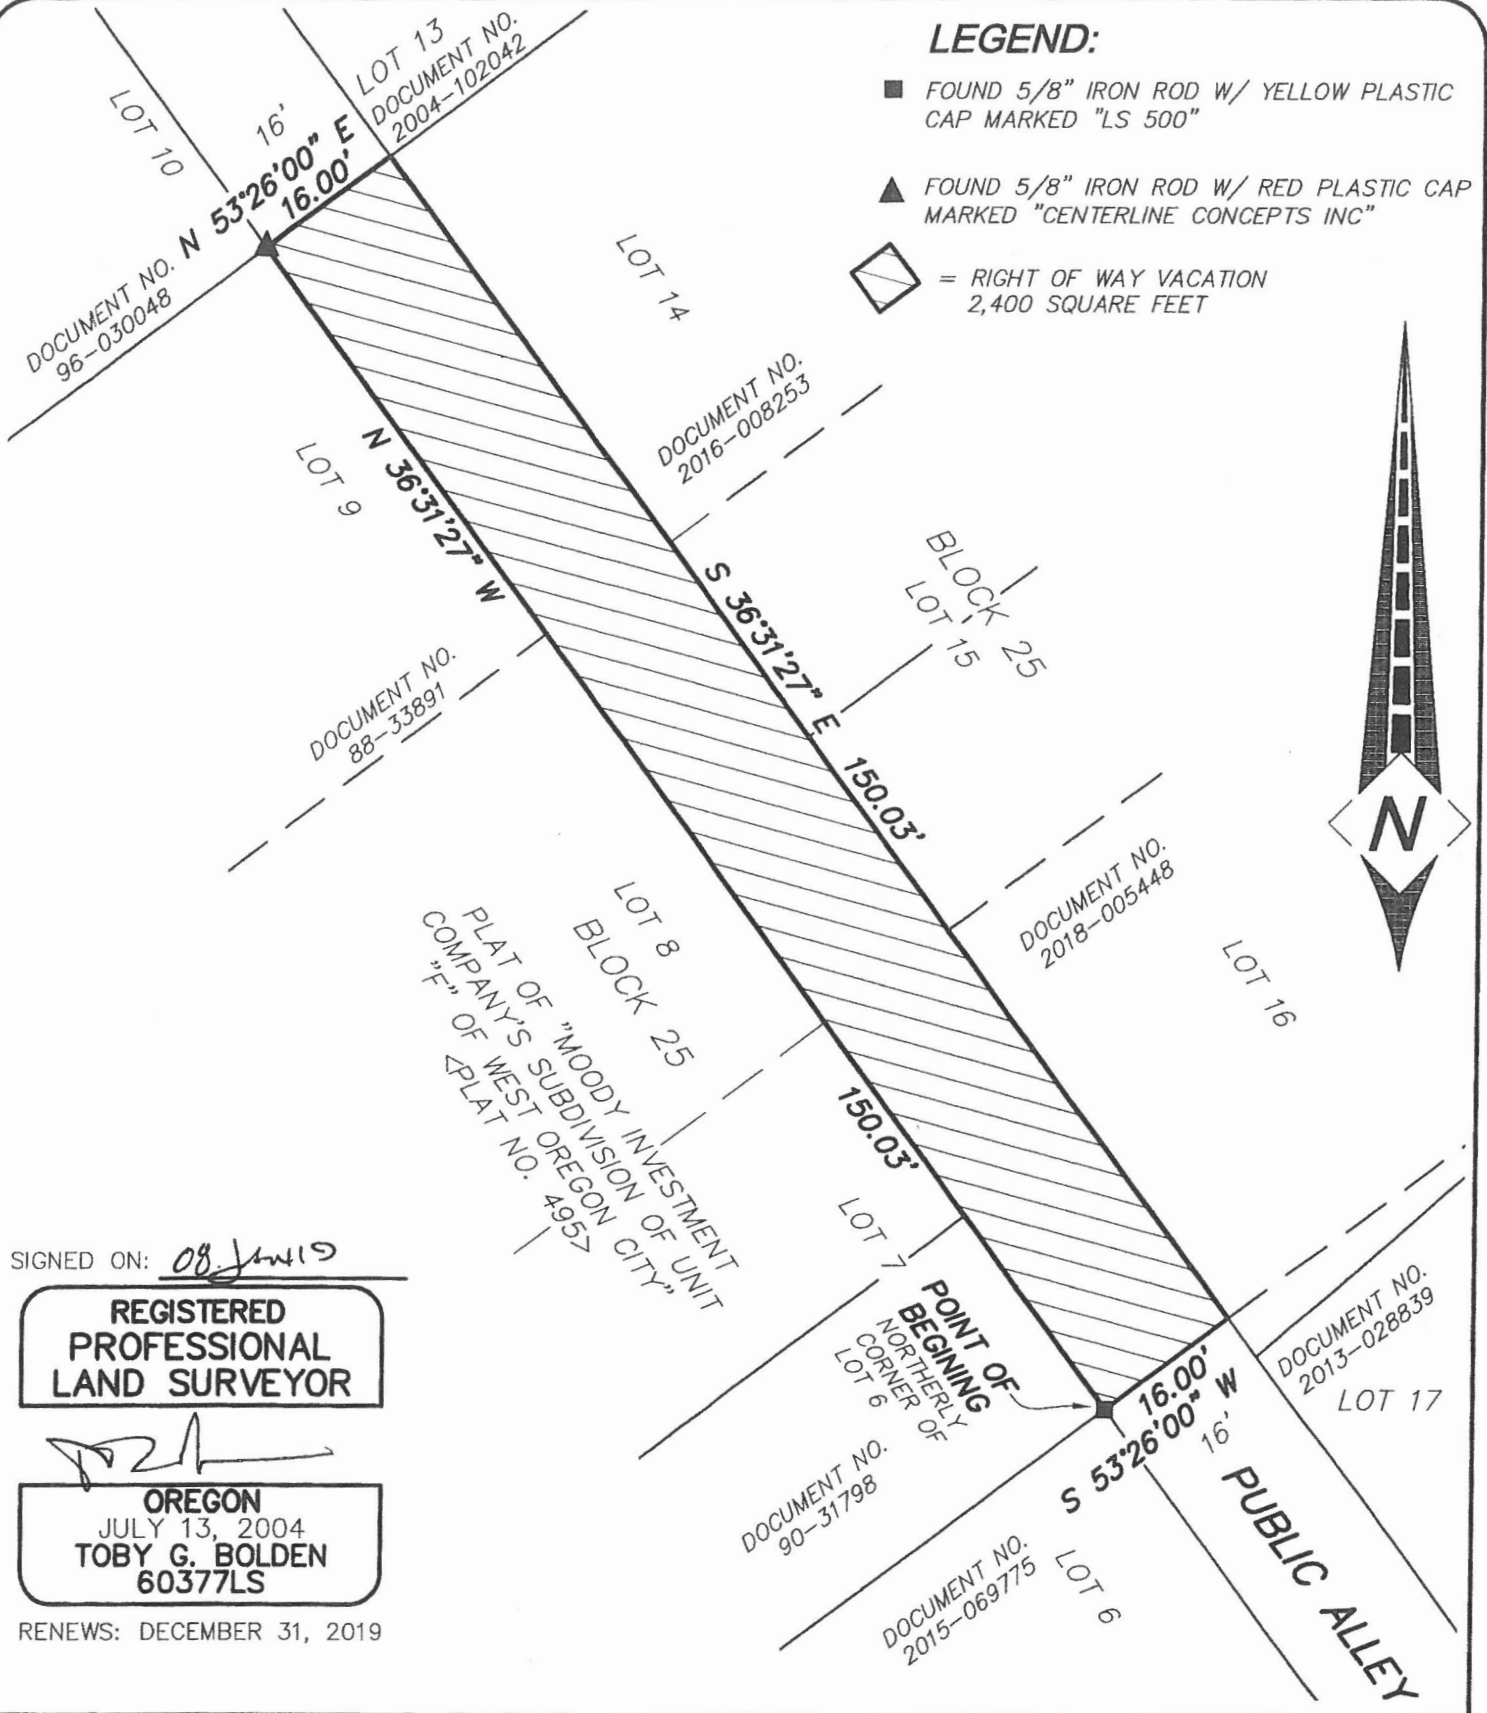 LEGEND:
FOUND 5/8" IRON ROD W/ YELLOW PLASTIC
CAP MARKED "LS 500"
FOUND 5/8" IRON ROD W/ RED PLASTIC CAP
MARKED "CENTERLINE CONCEPTS INC"
= RIGHT OF WAY VACATION
2,400 SQUARE FEET
LOT 10
16'
LOT 13
DOCUMENT NO.
2004-102042
N 53°26'00" E
16.00'
DOCUMENT NO.
96-030048
LOT 14
LOT 9
N 36°31'27" W
DOCUMENT NO.
2016-008253
S 36°31'27" E
150.03'
BLOCK 25
LOT 15
DOCUMENT NO.
88-33891
N
DOCUMENT NO.
2018-005448
LOT 16
LOT 8
BLOCK 25
PLAT OF "MOODY INVESTMENT
COMPANY'S SUBDIVISION OF UNIT
"F" OF WEST OREGON CITY"
<PLAT NO. 495>
150.03'
LOT 7
POINT OF
BEGINING
NORTHERLY
CORNER OF
LOT 6
16.00'
S 53°26'00" W
16'
DOCUMENT NO.
2013-028839
LOT 17
DOCUMENT NO.
90-31798
DOCUMENT NO.
2015-069775
LOT 6
PUBLIC ALLEY
SIGNED ON: 08 JAN 19
REGISTERED
PROFESSIONAL
LAND SURVEYOR
OREGON
JULY 13, 2004
TOBY G. BOLDEN
60377LS
RENEWS: DECEMBER 31, 2019